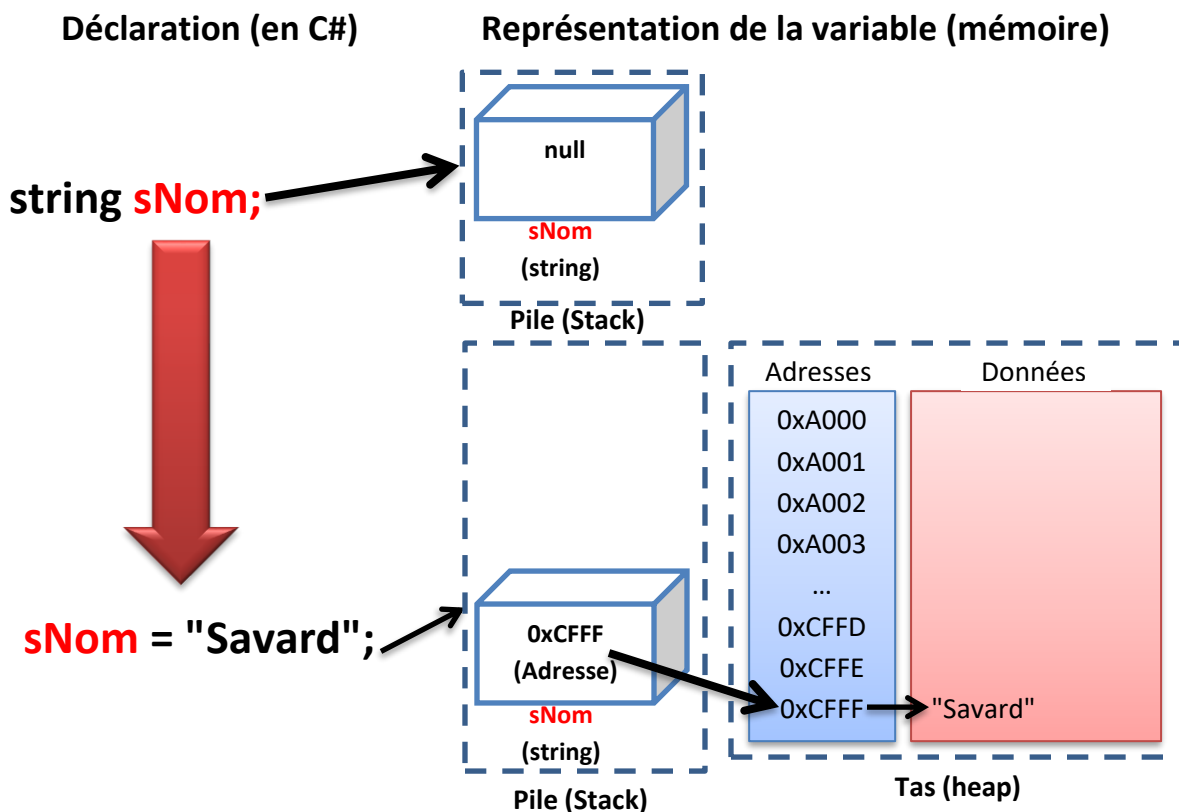 Déclaration (en C#)
Représentation de la variable (mémoire)
string sNom;
null
sNom
(string)
Pile (Stack)
sNom = "Savard";
0xCFFF
(Adresse)
sNom
(string)
Pile (Stack)
Adresses
Données
0xA000
0xA001
0xA002
0xA003
...
0xCFFD
0xCFFE
0xCFFF
"Savard"
Tas (heap)